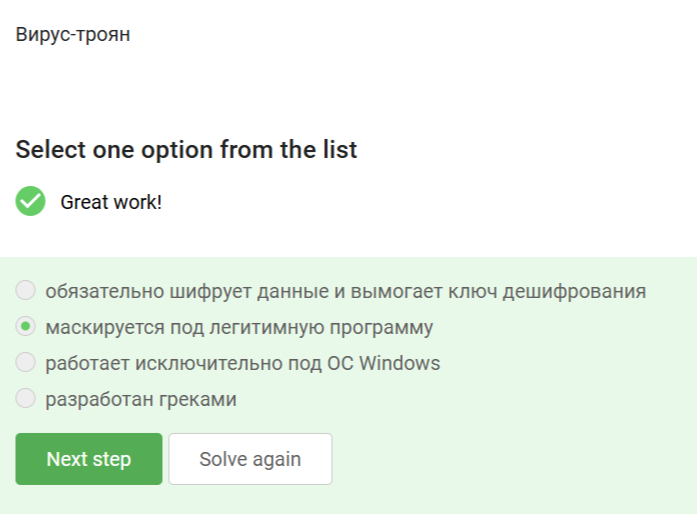 Вирус-троян
Select one option from the list
Great work!
обязательно шифрует данные и вымогает ключ дешифрования
маскируется под легитимную программу
работает исключительно под ОС Windows
разработан греками
Next step
Solve again